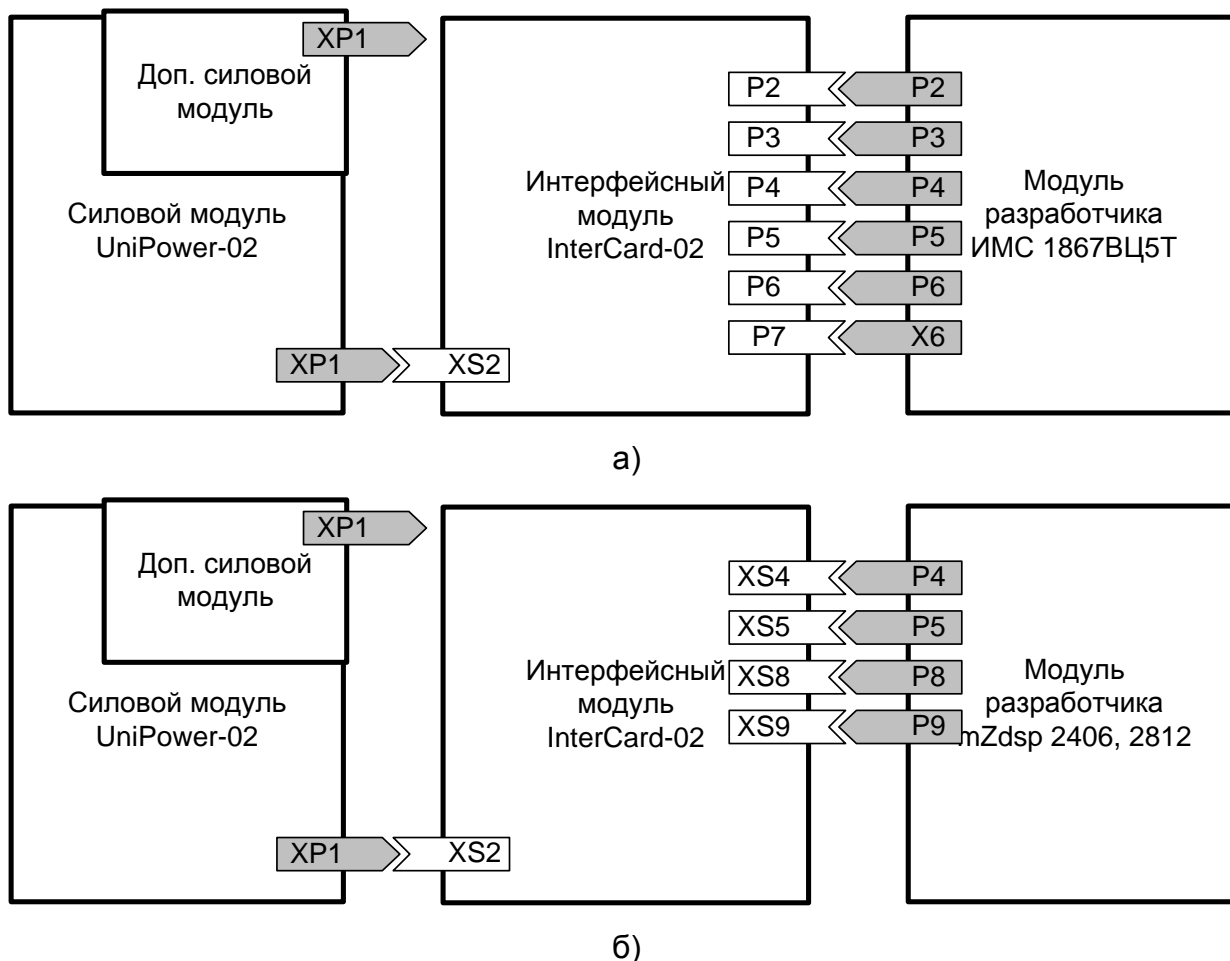 XP1
Доп. силовой
модуль
Силовой модуль
UniPower-02
XP1
XS2
Интерфейсный
модуль
InterCard-02
P2
P2
P3
P3
P4
P4
P5
P5
P6
P6
P7
X6
Модуль
разработчика
ИМС 1867ВЦ5Т
а)
XP1
Доп. силовой
модуль
Силовой модуль
UniPower-02
XP1
XS2
Интерфейсный
модуль
InterCard-02
XS4
P4
XS5
P5
XS8
P8
XS9
P9
Модуль
разработчика
mZdsp 2406, 2812
б)